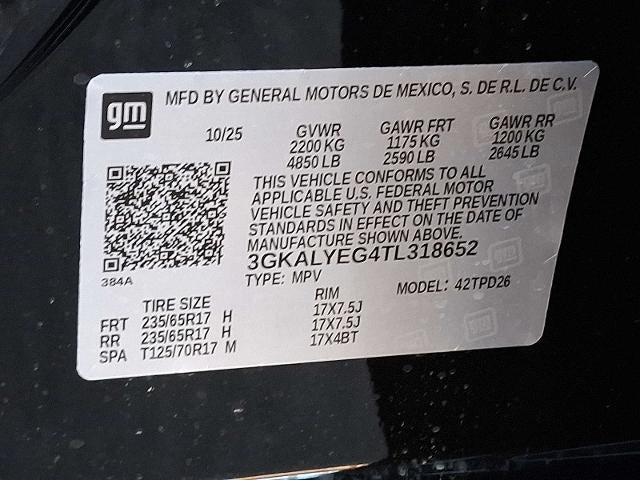 gm
MFD BY GENERAL MOTORS DE MEXICO, S. DE R.L. DE C.V.
10/25 GVWR GAWR FRT GAWR RR
2200 KG 1175 KG 1200 KG
4850 LB 2590 LB 2645 LB
THIS VEHICLE CONFORMS TO ALL
APPLICABLE U.S. FEDERAL MOTOR
VEHICLE SAFETY AND THEFT PREVENTION
STANDARDS IN EFFECT ON THE DATE OF
MANUFACTURE SHOWN ABOVE.
3GKALYEG4TL318652
384A
TYPE: MPV MODEL: 42TPD26
TIRE SIZE RIM
FRT 235/65R17 H 17X7.5J
RR 235/65R17 H 17X7.5J
SPA T125/70R17 M 17X4BT